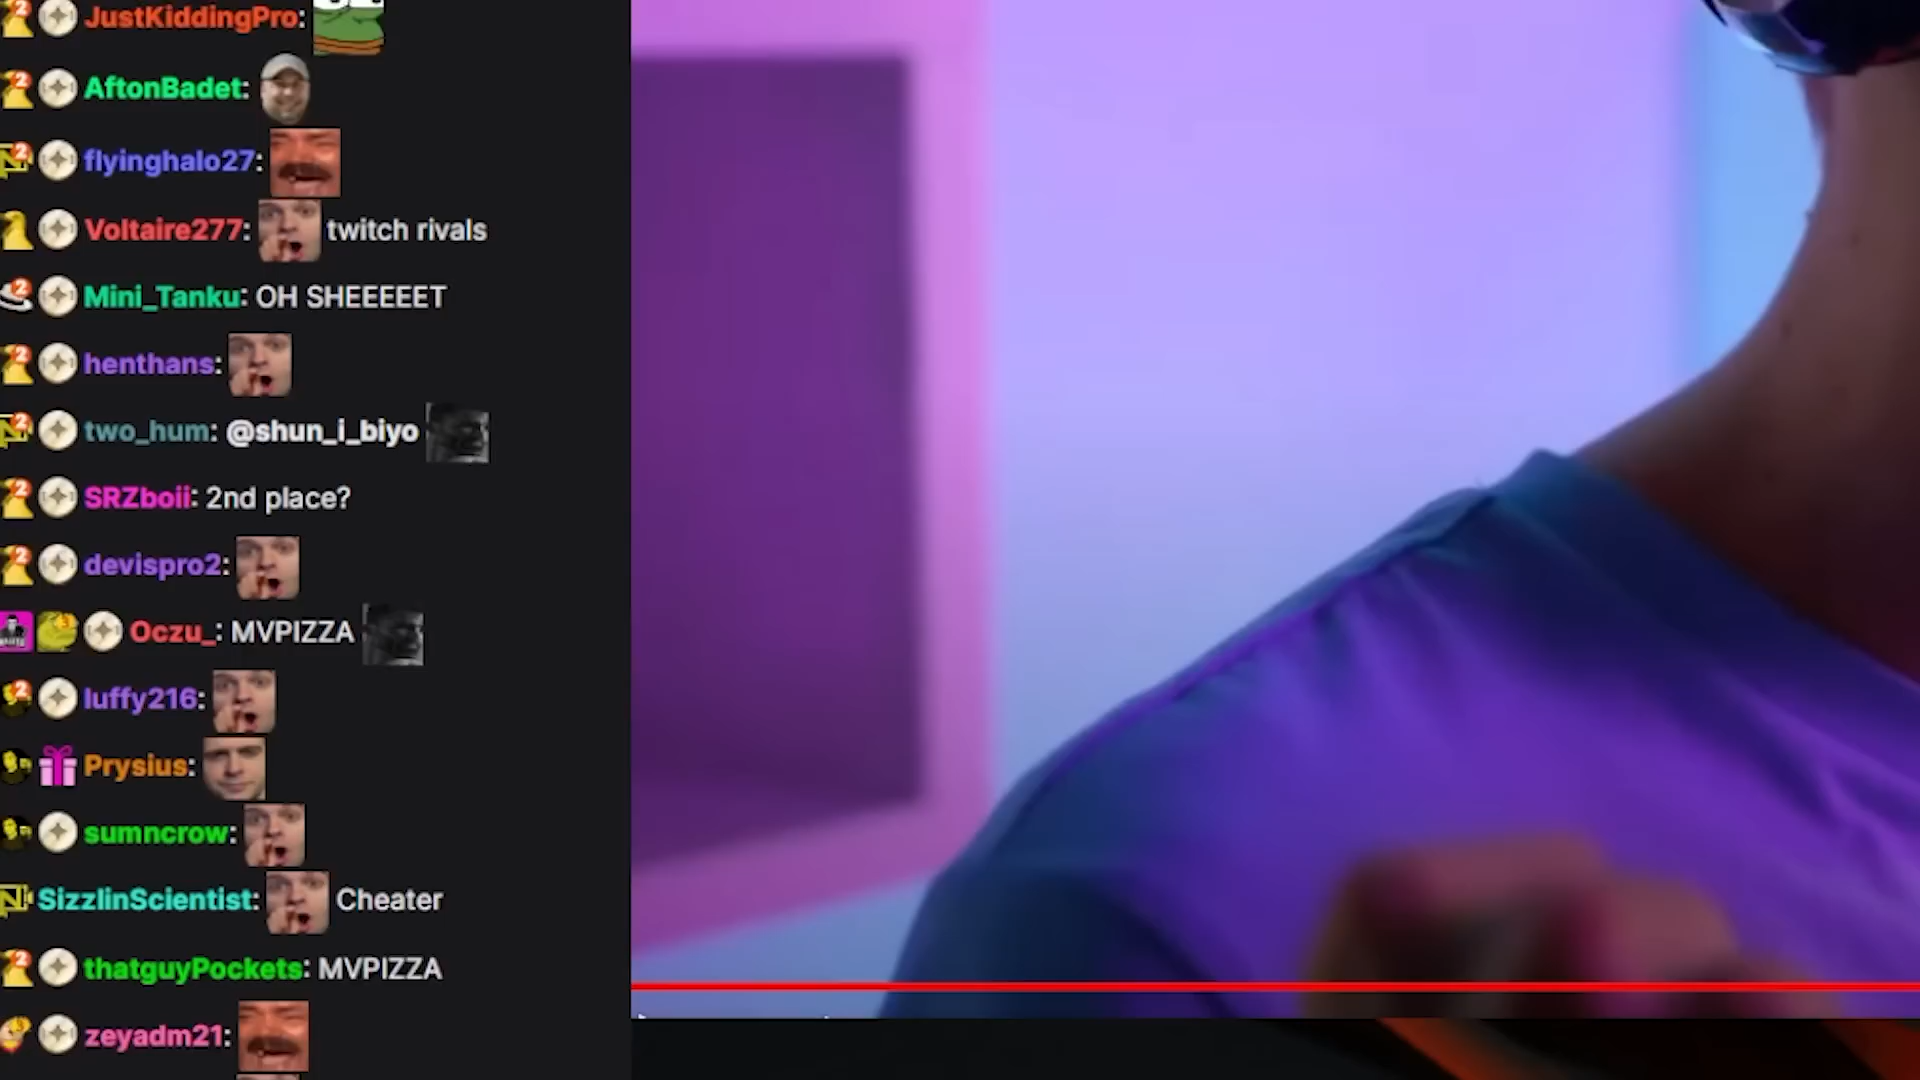 JustKiddingPro:
AftonBadet:
flyinghalo27:
Voltaire277: twitch rivals
Mini_Tanku: OH SHEEEEET
henthans:
two_hum: @shun_i_biyo
SRZboii: 2nd place?
devispro2:
Oczu_: MVPIZZA
luffy216:
Prysius:
sumncrow:
SizzlinScientist: Cheater
thatguyPockets: MVPIZZA
zeyadm21: